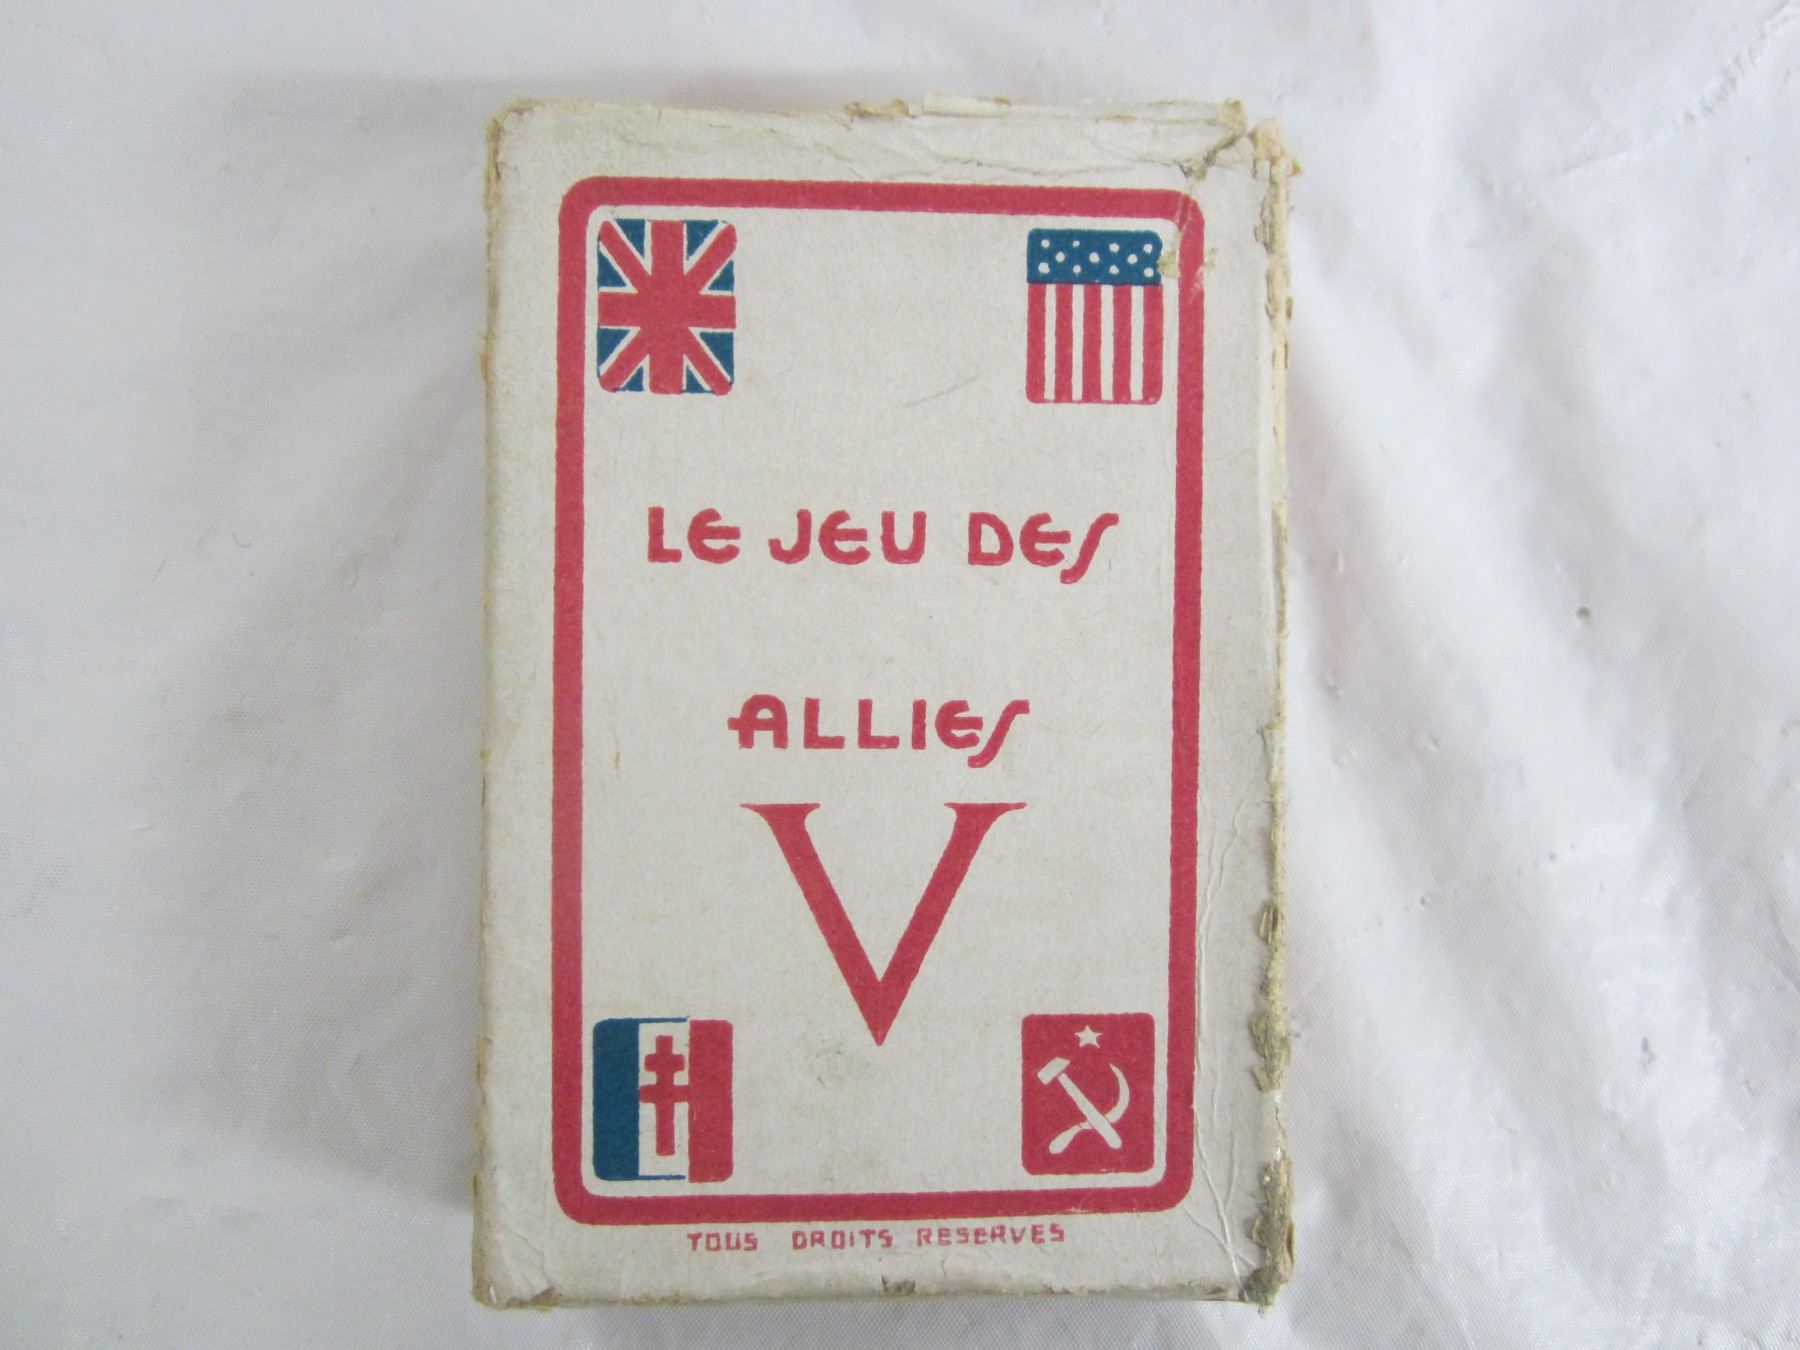 LE JEU DES
ALLIES
V
TOUS DROITS RESERVES